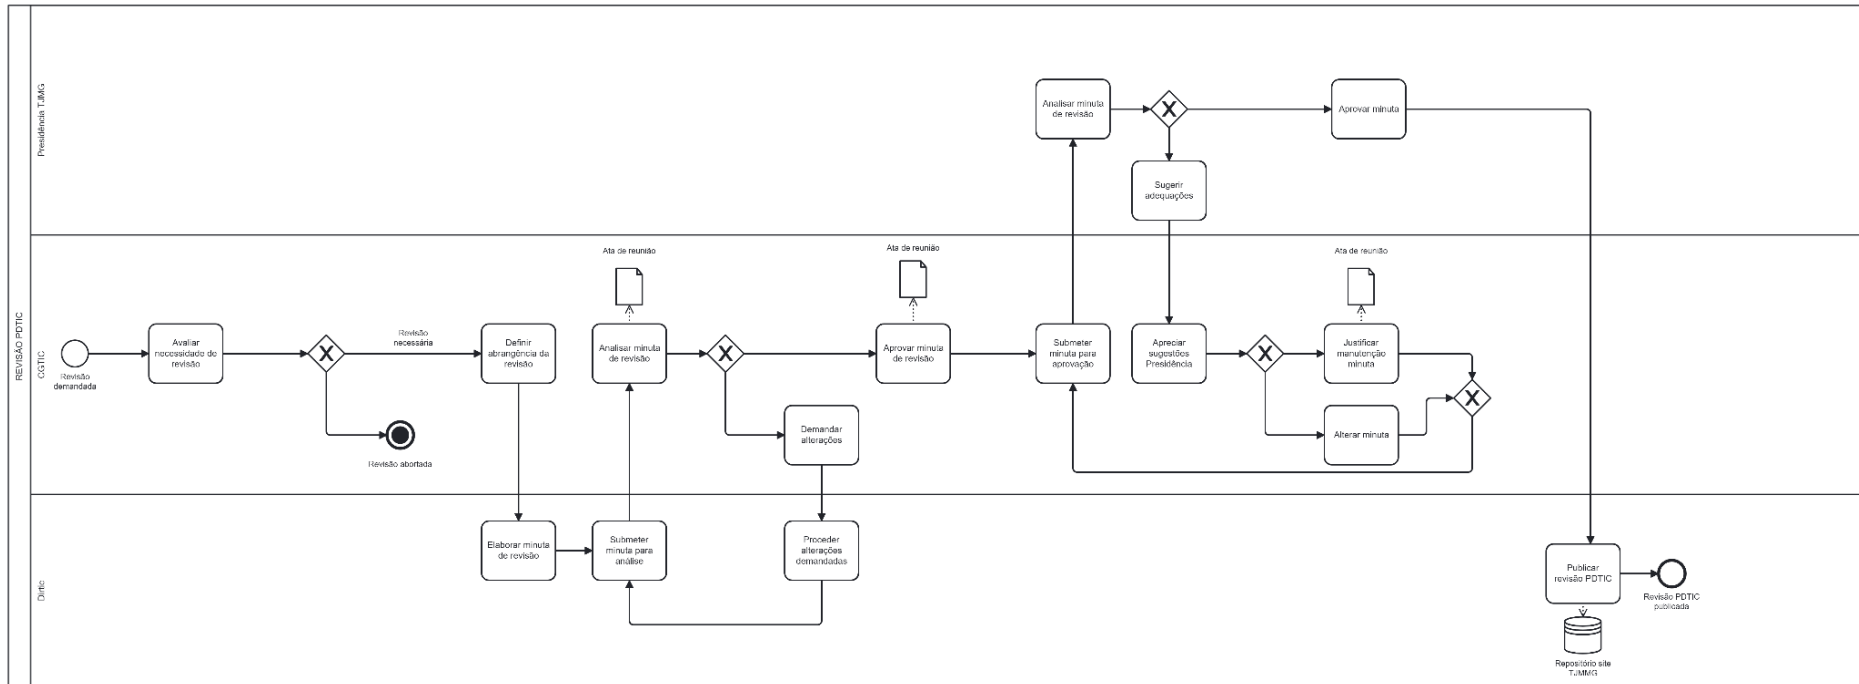 REVISÃO PDTIC
Presidência TJMG
Analisar minuta
de revisão
Aprovar minuta
Sugerir
adequações
CGTIC
Revisão
demandada
Avaliar
necessidade de
revisão
Revisão
necessária
Revisão abortada
Definir
abrangência da
revisão
Ata de reunião
Analisar minuta
de revisão
Demandar
alterações
Ata de reunião
Aprovar minuta
de revisão
Submeter
minuta para
aprovação
Apreciar
sugestões
Presidência
Ata de reunião
Justificar
manutenção
minuta
Alterar minuta
Dirtic
Elaborar minuta
de revisão
Submeter
minuta para
análise
Proceder
alterações
demandadas
Publicar
revisão PDTIC
Revisão PDTIC
publicada
Repositório site
TJMMG